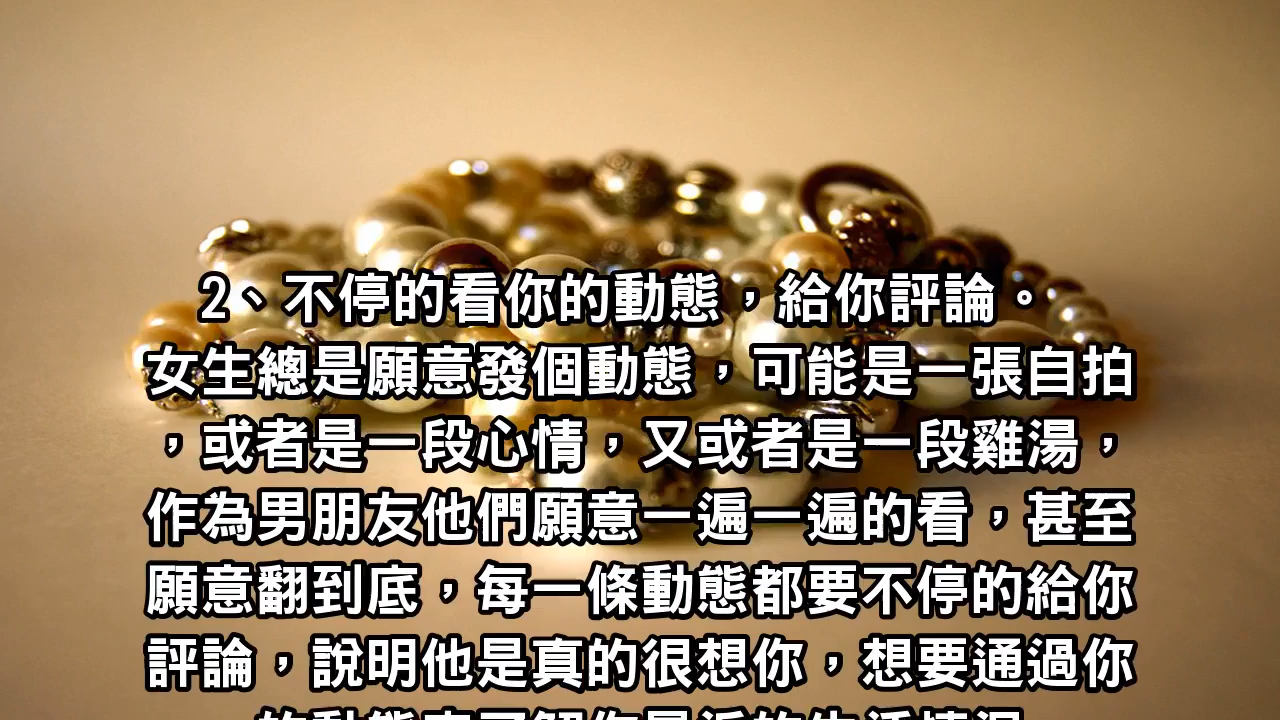 2、不停的看你的動態，給你評論。
女生總是願意發個動態，可能是一張自拍
，或者是一段心情，又或者是一段雞湯，
作為男朋友他們願意一遍一遍的看，甚至
願意翻到底，每一條動態都要不停的給你
評論，說明他是真的很想你，想要通過你